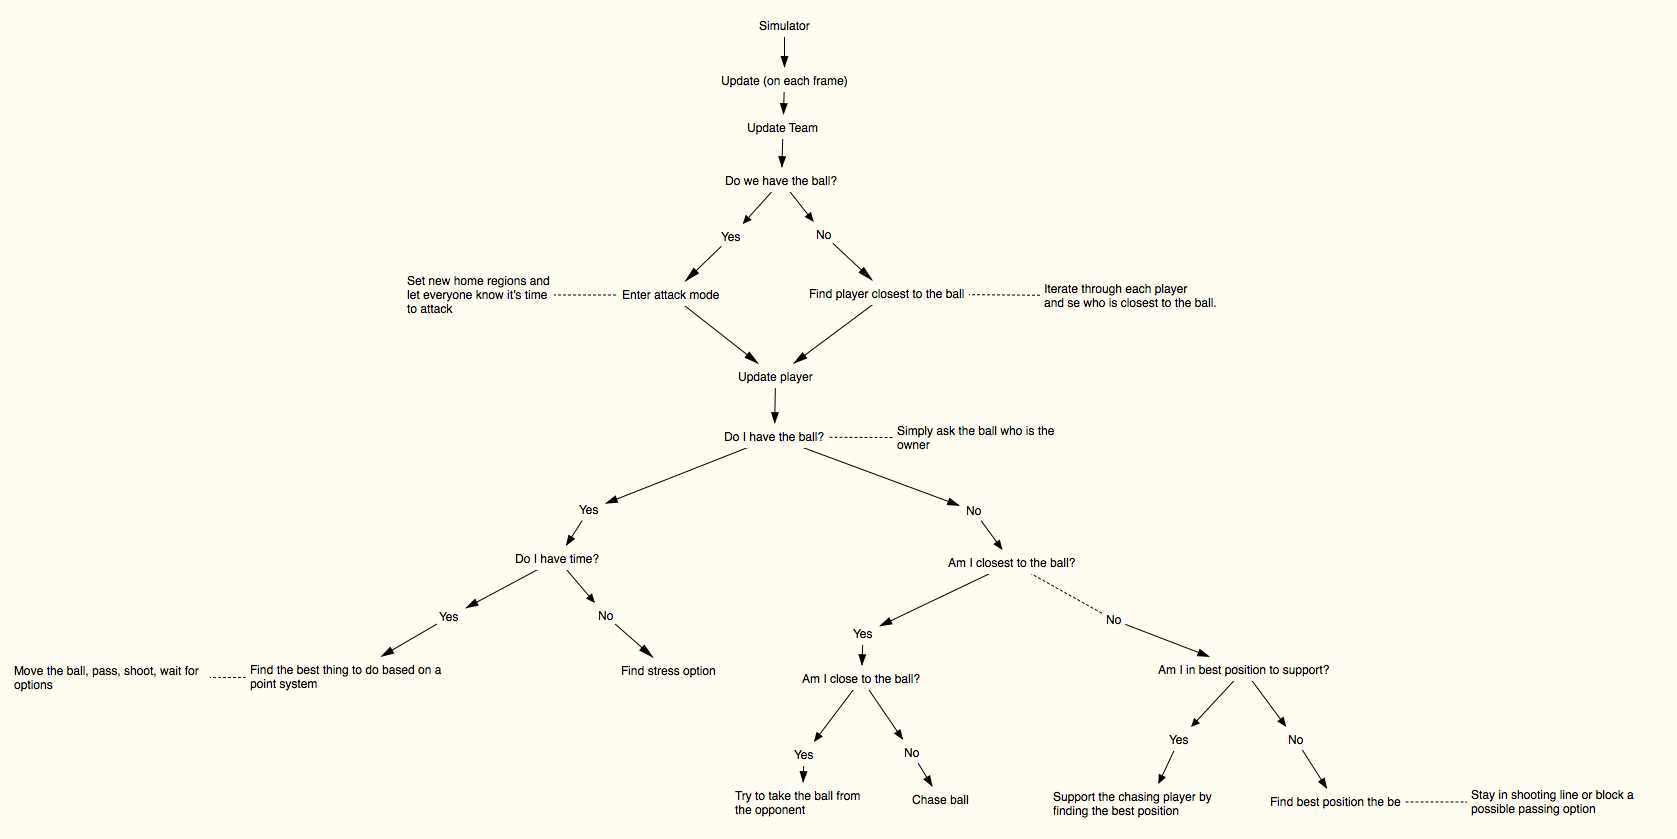 Simulator
Update (on each frame)
Update Team
Do we have the ball?
Yes
No
Set new home regions and
let everyone know it's time
to attack
Enter attack mode
Find player closest to the ball
Iterate through each player
and se who is closest to the ball.
Update player
Do I have the ball?
Simply ask the ball who is the
owner
Yes
No
Do I have time?
Am I closest to the ball?
Yes
No
Yes
No
Move the ball, pass, shoot, wait for
options
Find the best thing to do based on a
point system
Find stress option
Am I close to the ball?
Am I in best position to support?
Yes
No
Yes
No
Try to take the ball from
the opponent
Chase ball
Support the chasing player by
finding the best position
Find best position the be
Stay in shooting line or block a
possible passing option